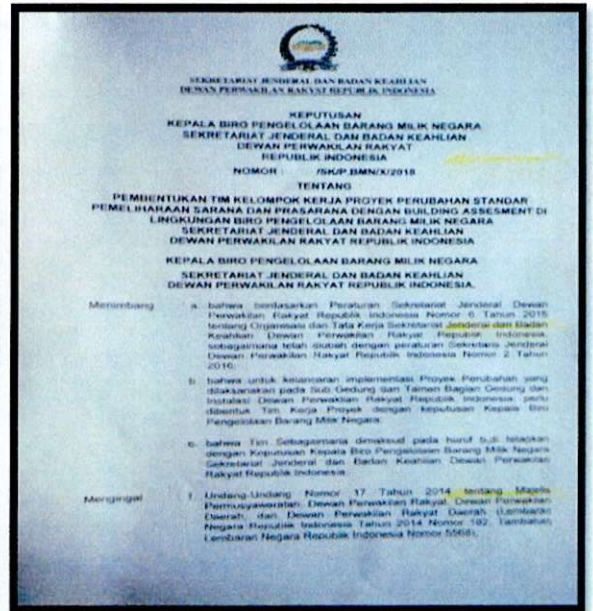 SEKRETARIAT JENDERAL DAN BADAN KEAHLIAN
DEWAN PERWAKILAN RAKYAT REPUBLIK INDONESIA
KEPUTUSAN
KEPALA BIRO PENGELOLAAN BARANG MILIK NEGARA
SEKRETARIAT JENDERAL DAN BADAN KEAHLIAN
DEWAN PERWAKILAN RAKYAT
REPUBLIK INDONESIA
NOMOR : /SK/P.BMN/X/2018
TENTANG
PEMBENTUKAN TIM KELOMPOK KERJA PROYEK PERUBAHAN STANDAR
PEMELIHARAAN SARANA DAN PRASARANA DENGAN BUILDING ASSESMENT DI
LINGKUNGAN BIRO PENGELOLAAN BARANG MILIK NEGARA
SEKRETARIAT JENDERAL DAN BADAN KEAHLIAN
DEWAN PERWAKILAN RAKYAT REPUBLIK INDONESIA
KEPALA BIRO PENGELOLAAN BARANG MILIK NEGARA
SEKRETARIAT JENDERAL DAN BADAN KEAHLIAN
DEWAN PERWAKILAN RAKYAT REPUBLIK INDONESIA,
Menimbang a. bahwa berdasarkan Peraturan Sekretariat Jenderal Dewan
Perwakilan Rakyat Republik Indonesia Nomor 6 Tahun 2015
tentang Organisasi dan Tata Kerja Sekretariat Jenderal dan Badan
Keahlian Dewan Perwakilan Rakyat Republik Indonesia,
sebagaimana telah diubah dengan peraturan Sekretaris Jenderal
Dewan Perwakilan Rakyat Republik Indonesia Nomor 2 Tahun
2016;
b. bahwa untuk kelancaran implementasi Proyek Perubahan yang
dilaksanakan pada Sub Gedung dan Taman Bagian Gedung dan
Instalasi Dewan Perwakilan Rakyat Republik Indonesia, perlu
dibentuk Tim Kerja Proyek dengan keputusan Kepala Biro
Pengelolaan Barang Milik Negara;
c. bahwa Tim Sebagaimana dimaksud pada huruf b,di tetapkan
dengan Keputusan Kepala Biro Pengelolaan Barang Milik Negara
Sekretariat Jenderal dan Badan Keahlian Dewan Perwakilan
Rakyat Republik Indonesia.
Mengingat 1. Undang-Undang Nomor 17 Tahun 2014 tentang Majelis
Permusyawaratan, Dewan Perwakilan Rakyat, Dewan Perwakilan
Daerah, dan Dewan Perwakilan Rakyat Daerah (Lembaran
Negara Republik Indonesia Tahun 2014 Nomor 182, Tambahan
Lembaran Negara Republik Indonesia Nomor 5568),